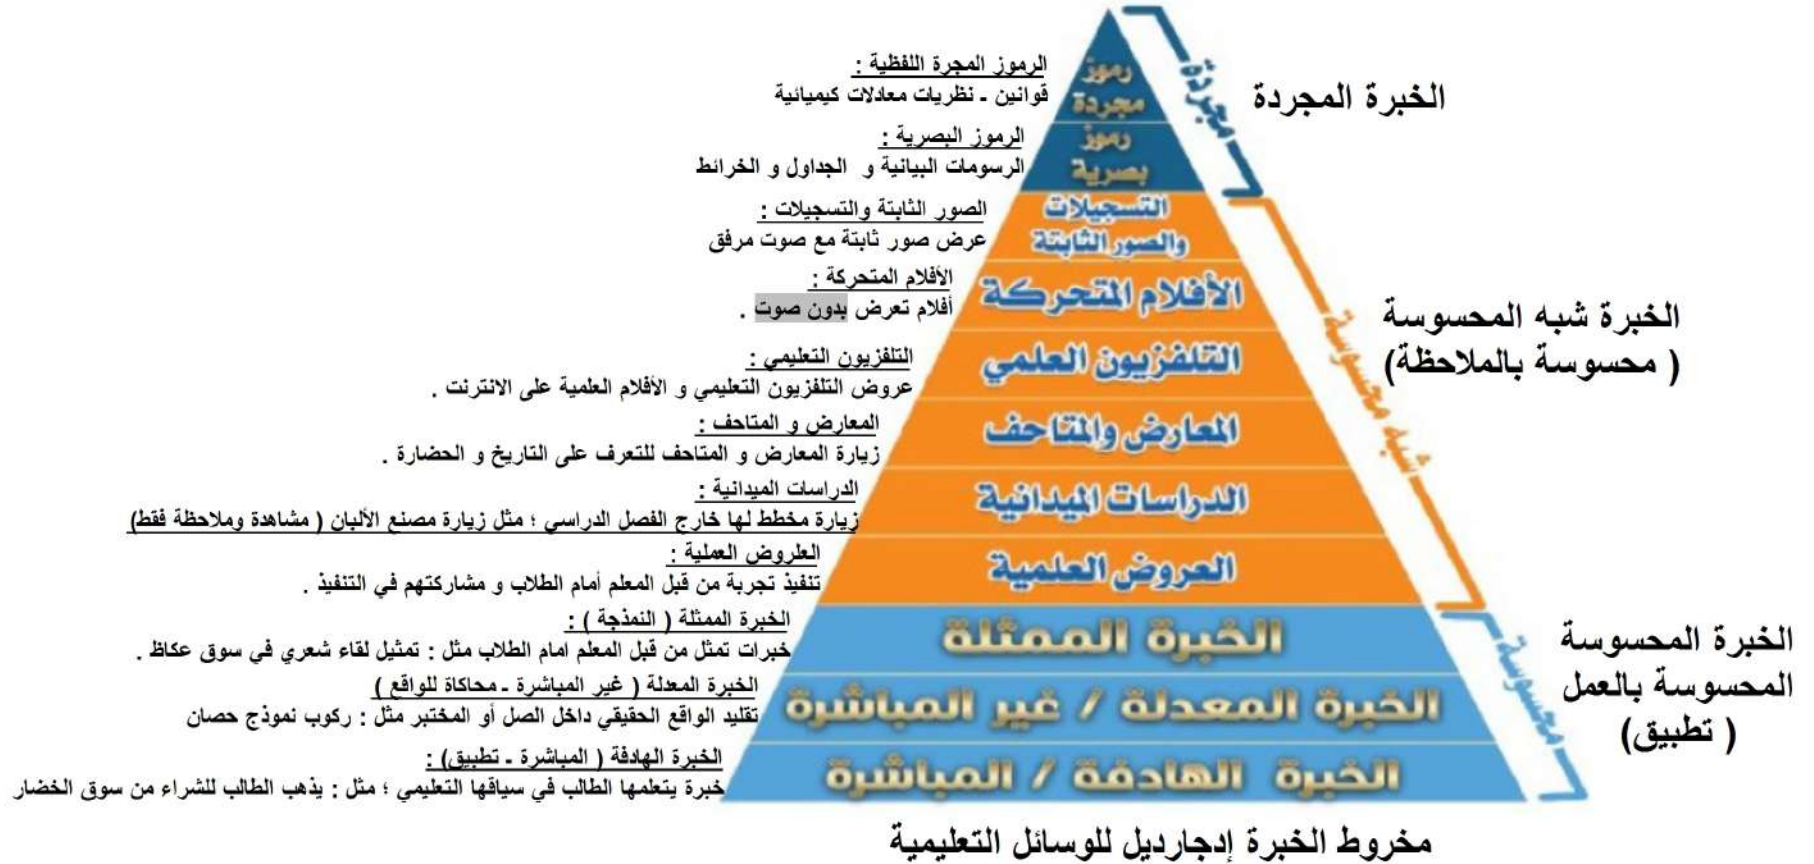 الرموز المجرة اللفظية :
قوانين ـ نظريات معادلات كيميائية
الرموز البصرية :
الرسومات البيانية و الجداول و الخرائط
الصور الثابتة والتسجيلات :
عرض صور ثابتة مع صوت مرفق
الأفلام المتحركة :
أفلام تعرض بدون صوت .
التلفزيون التعليمي :
عروض التلفزيون التعليمي و الأفلام العلمية على الانترنت .
المعارض و المتاحف :
زيارة المعارض و المتاحف للتعرف على التاريخ و الحضارة .
الدراسات الميدانية :
زيارة مخطط لها خارج الفصل الدراسي ؛ مثل زيارة مصنع الألبان ( مشاهدة وملاحظة فقط)
العلروض العملية :
تنفيذ تجربة من قبل المعلم أمام الطلاب و مشاركتهم في التنفيذ .
الخبرة الممثلة ( النمذجة ) :
خبرات تمثل من قبل المعلم امام الطلاب مثل : تمثيل لقاء شعري في سوق عكاظ .
الخبرة المعدلة ( غير المباشرة ـ محاكاة للواقع )
تقليد الواقع الحقيقي داخل الصل أو المختبر مثل : ركوب نموذج حصان
الخبرة الهادفة ( المباشرة ـ تطبيق) :
خبرة يتعلمها الطالب في سياقها التعليمي ؛ مثل : يذهب الطالب للشراء من سوق الخضار
رموز
مجردة
رموز
بصرية
التسجيلات
والصور الثابتة
الأفلام المتحركة
التلفزيون العلمي
المعارض والمتاحف
الدراسات الميدانية
العروض العلمية
الخبرة الممثلة
الخبرة المعدلة / غير المباشرة
الخبرة الهادفة / المباشرة
مجردة
شبه محسوسة
محسوسة
الخبرة المجردة
الخبرة شبه المحسوسة
( محسوسة بالملاحظة)
الخبرة المحسوسة
المحسوسة بالعمل
( تطبيق)
مخروط الخبرة إدجارديل للوسائل التعليمية